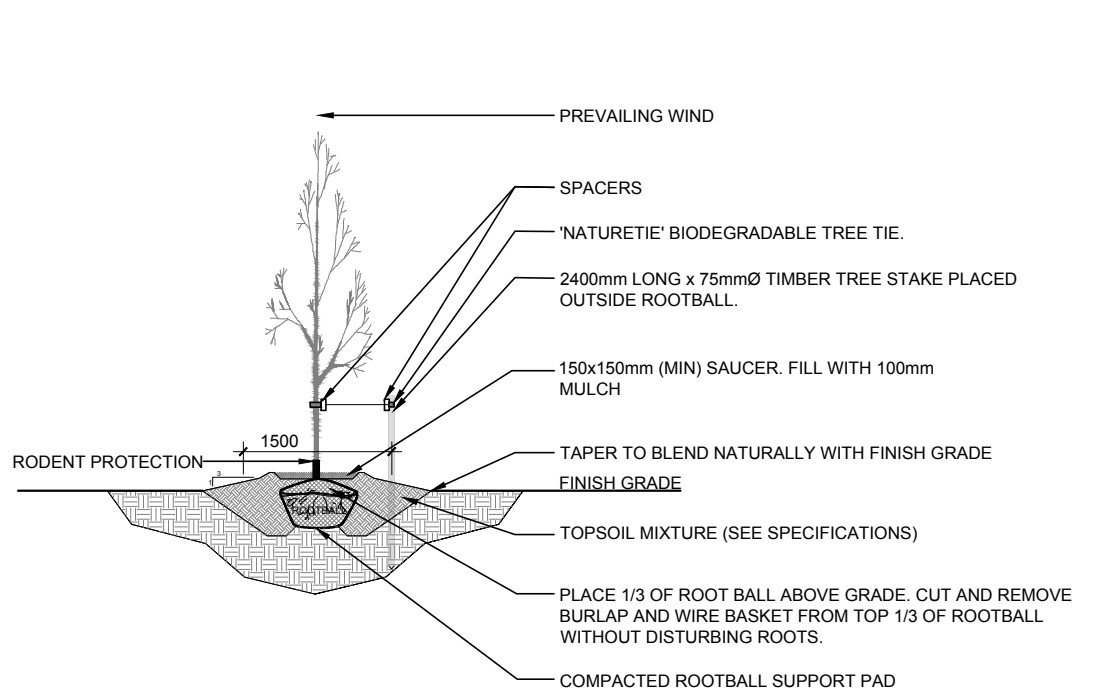 PREVAILING WIND
SPACERS
'NATURETIE' BIODEGRADABLE TREE TIE.
2400mm LONG x 75mmØ TIMBER TREE STAKE PLACED
OUTSIDE ROOTBALL.
150x150mm (MIN) SAUCER. FILL WITH 100mm
MULCH
1500
TAPER TO BLEND NATURALLY WITH FINISH GRADE
RODENT PROTECTION
3
1
FINISH GRADE
ROOTBALL
TOPSOIL MIXTURE (SEE SPECIFICATIONS)
PLACE 1/3 OF ROOT BALL ABOVE GRADE. CUT AND REMOVE
BURLAP AND WIRE BASKET FROM TOP 1/3 OF ROOTBALL
WITHOUT DISTURBING ROOTS.
COMPACTED ROOTBALL SUPPORT PAD